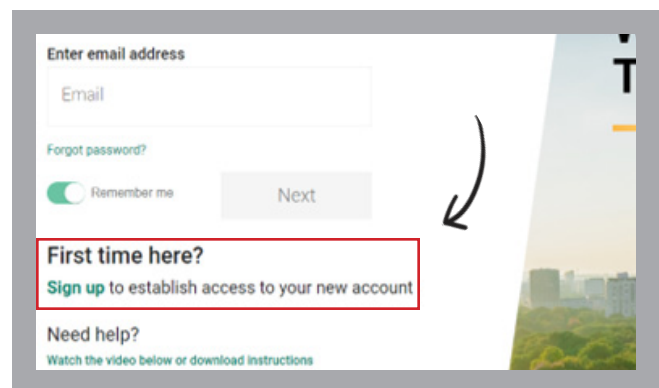 Enter email address
Email
Forgot password?
Remember me
Next
First time here?
Sign up to establish access to your new account
Need help?
Watch the video below or download instructions